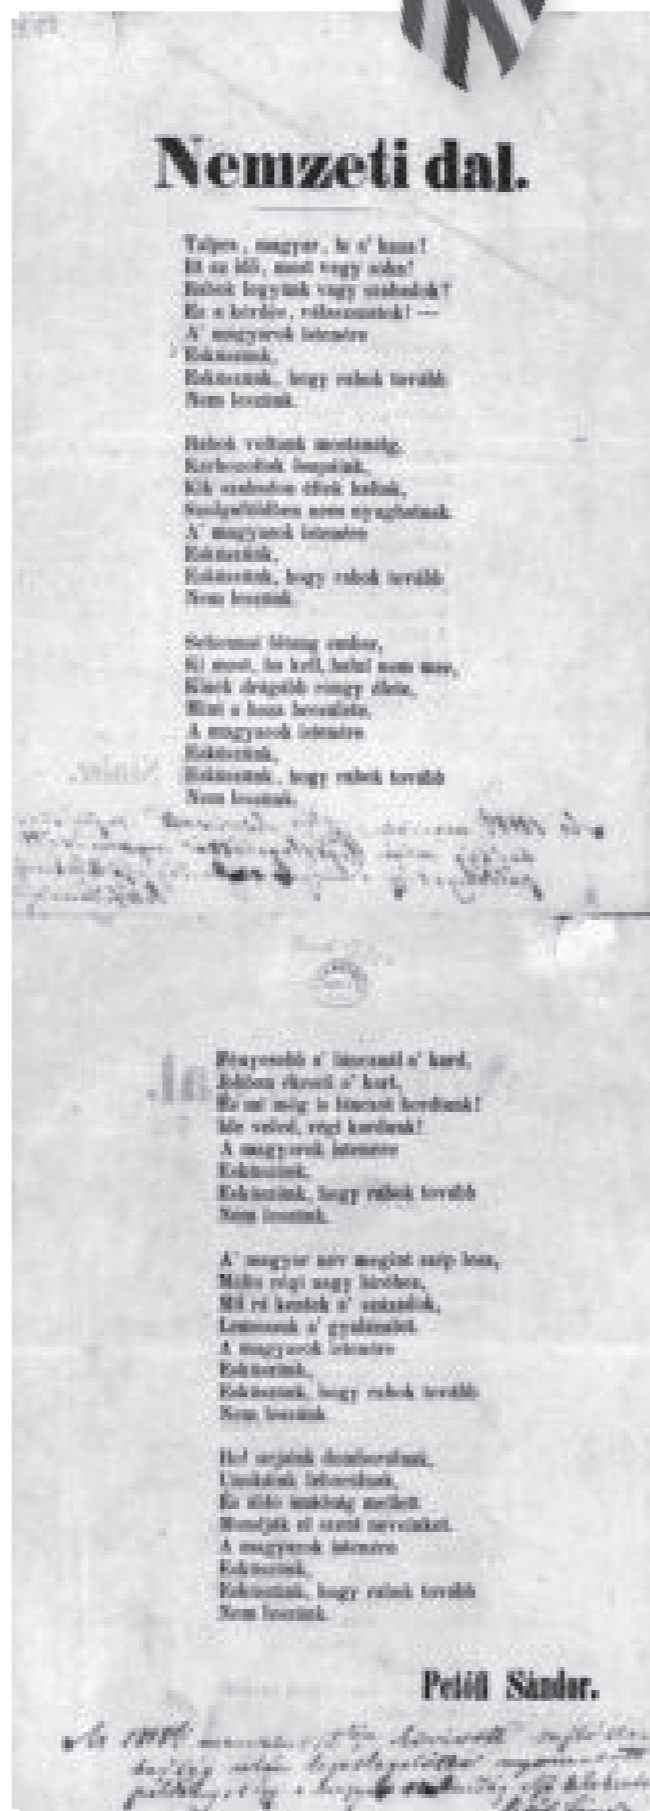 Nemzeti dal.
Talpra, magyar, hi a' haza!
Itt az idő, most vagy soha!
Rabok legyünk vagy szabadok?
Ez a kérdés, válasszatok! —
A' magyarok istenére
Esküszünk,
Esküszünk, hogy rabok tovább
Nem leszünk.
Rabok voltunk mostanáig,
Kárhozottak ősapáink,
Kik szabadon éltek haltak,
Szolgaföldben nem nyughatnak.
A' magyarok istenére
Esküszünk,
Esküszünk, hogy rabok tovább
Nem leszünk.
Sehonnai bitang ember,
Ki most, ha kell, halni nem mer,
Kinek drágább rongy élete,
Mint a haza becsülete.
A magyarok istenére
Esküszünk,
Esküszünk, hogy rabok tovább
Nem leszünk.
Fényesebb a' láncznál a' kard,
Jobban ékesíti a' kart,
És mi még is lánczot hordtunk!
Ide veled, régi kardunk!
A magyarok istenére
Esküszünk,
Esküszünk, hogy rabok tovább
Nem leszünk.
A' magyar név megint szép lesz,
Méltó régi nagy hiréhez,
Mit rá kentek a' századok,
Lemossuk a' gyalázatot.
A magyarok istenére
Esküszünk,
Esküszünk, hogy rabok tovább
Nem leszünk.
Hol sirjaink domborulnak,
Unokáink leborulnak,
És áldó imádság mellett
Mondják el szent neveinket.
A magyarok istenére
Esküszünk,
Esküszünk, hogy rabok tovább
Nem leszünk.
Petőfi Sándor.
Az 1848